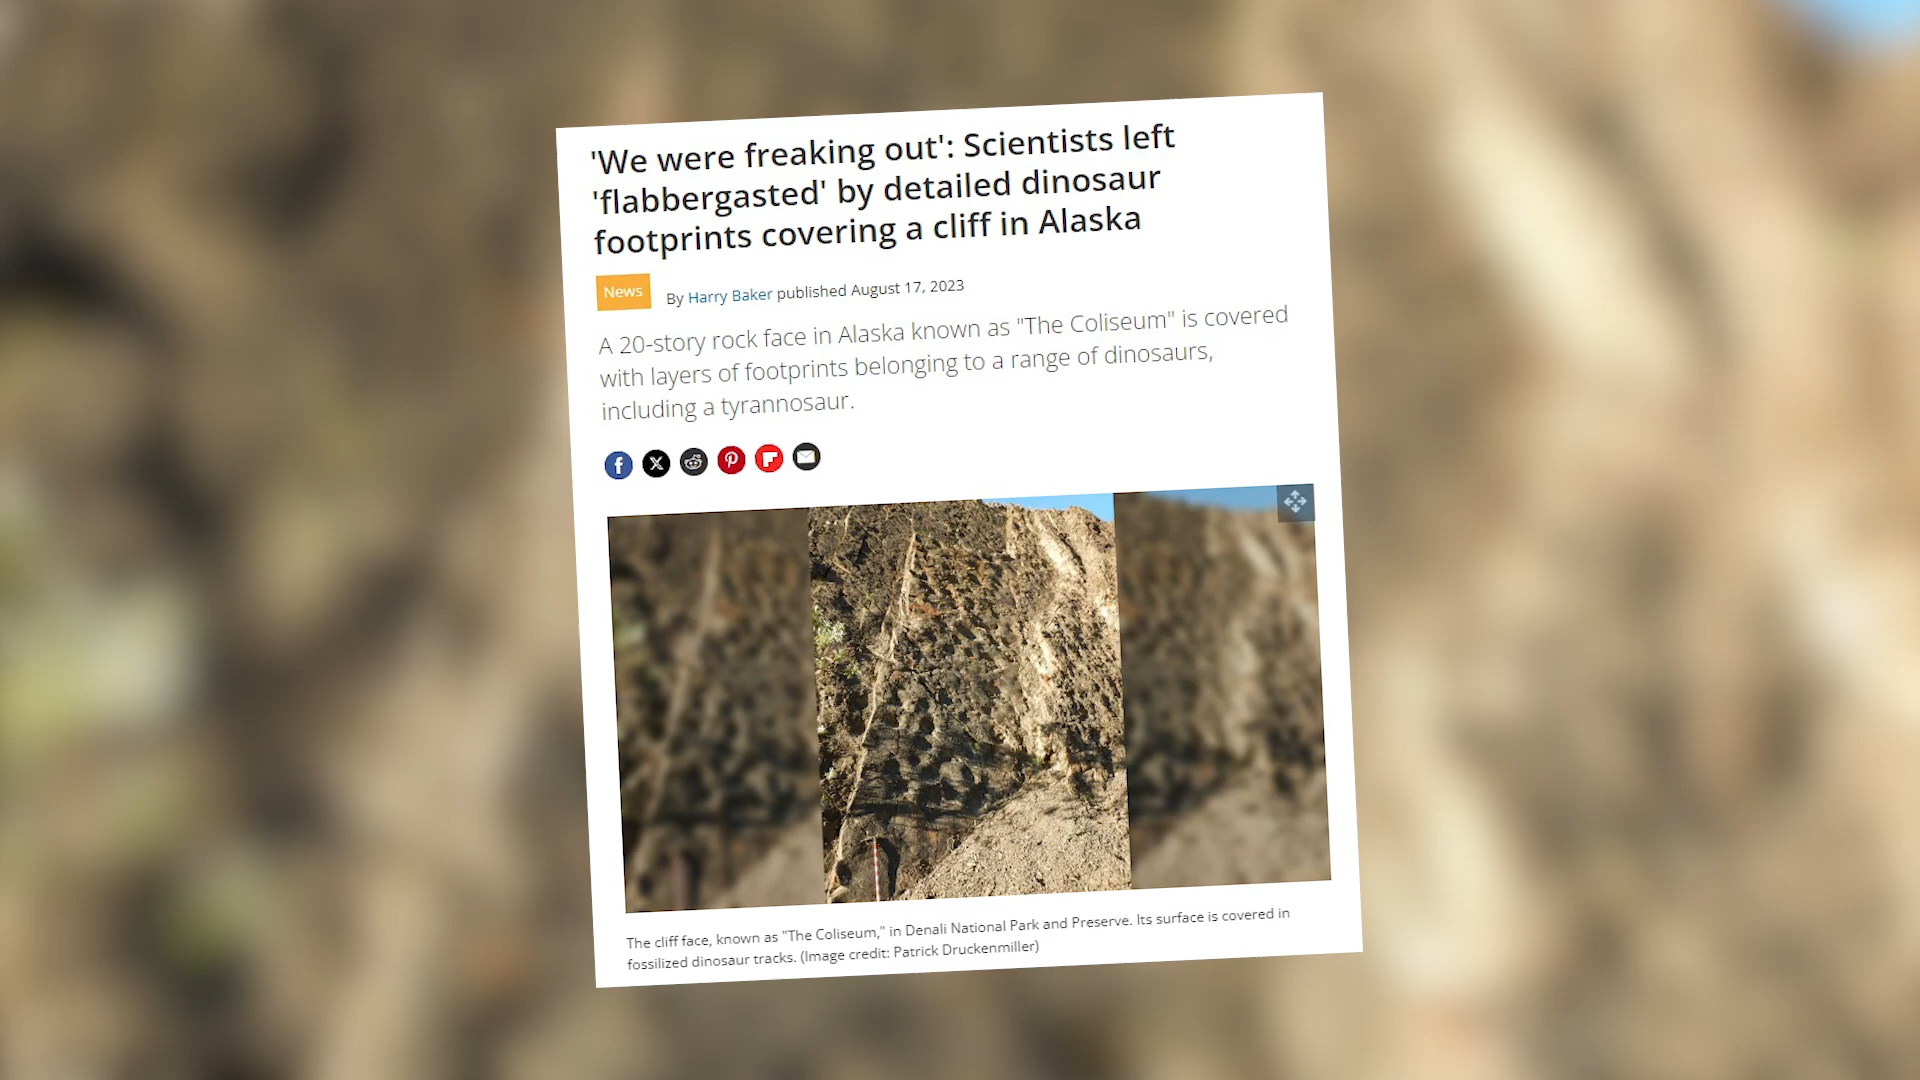 'We were freaking out': Scientists left
'flabbergasted' by detailed dinosaur
footprints covering a cliff in Alaska
News
By Harry Baker published August 17, 2023
A 20-story rock face in Alaska known as "The Coliseum" is covered
with layers of footprints belonging to a range of dinosaurs,
including a tyrannosaur.
The cliff face, known as "The Coliseum," in Denali National Park and Preserve. Its surface is covered in
fossilized dinosaur tracks. (Image credit: Patrick Druckenmiller)